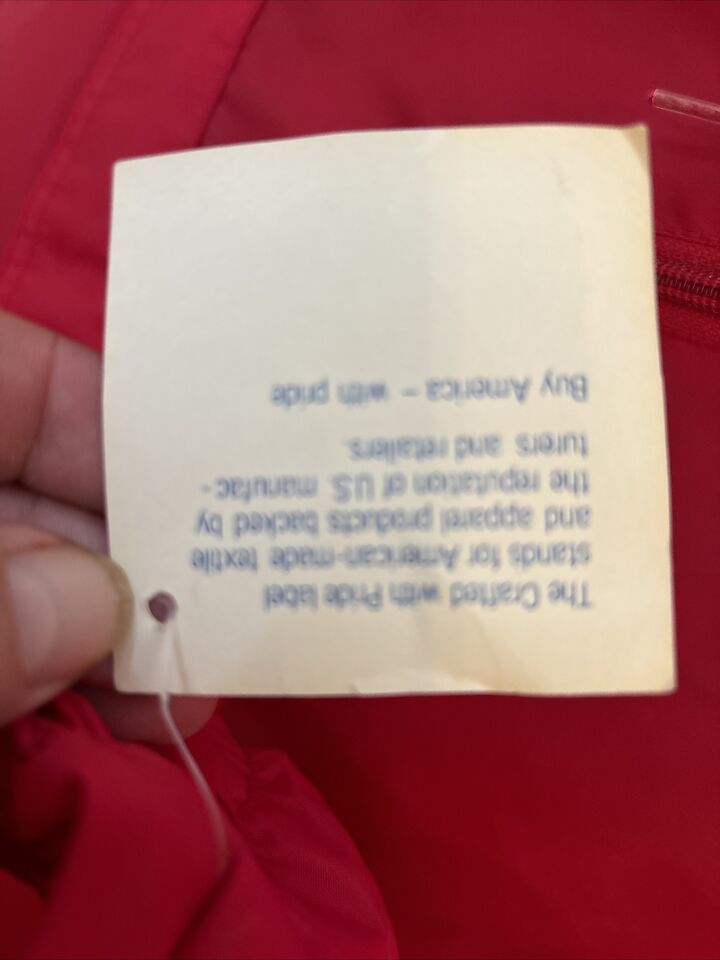 The Crafted with Pride label
stands for American-made textile
and apparel products backed by
the reputation of U.S. manufac-
turers and retailers.
Buy America – with pride